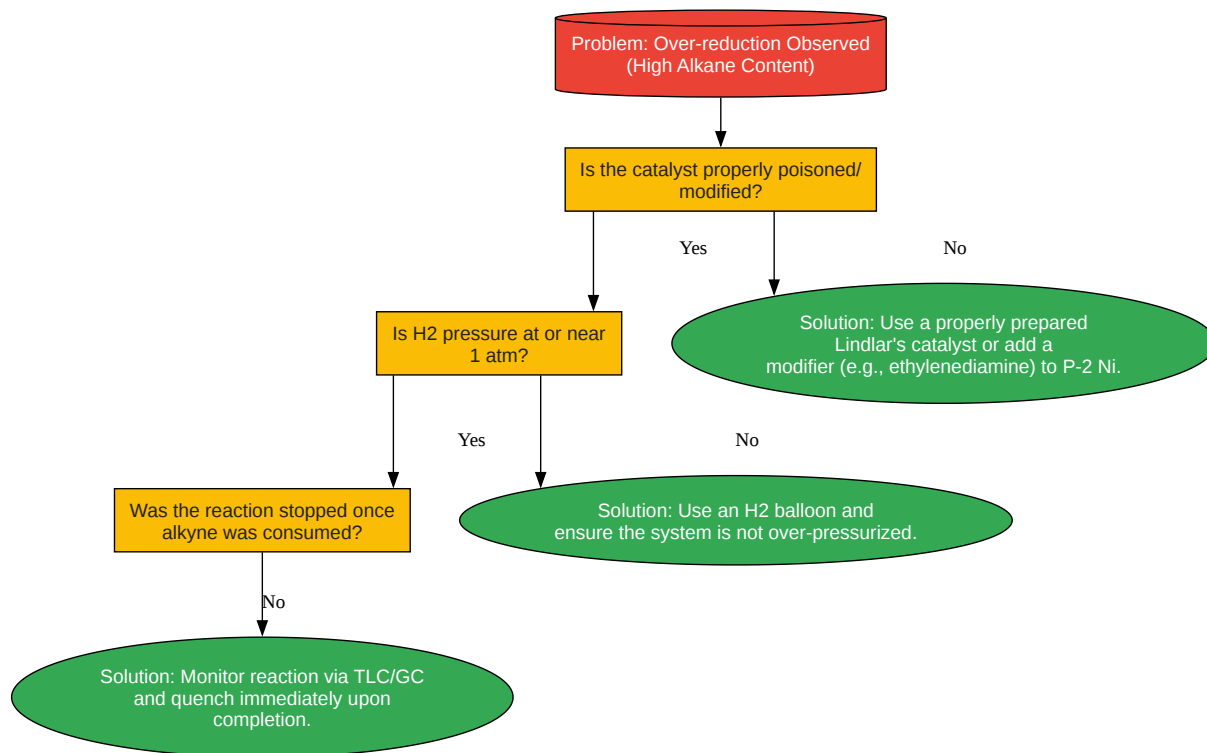 Problem: Over-reduction Observed
(High Alkane Content)
Is the catalyst properly poisoned/
modified?
Yes
No
Solution: Use a properly prepared
Lindlar's catalyst or add a
modifier (e.g., ethylenediamine) to P-2 Ni.
Is H2 pressure at or near
1 atm?
Yes
No
Solution: Use an H2 balloon and
ensure the system is not over-pressurized.
Was the reaction stopped once
alkyne was consumed?
No
Solution: Monitor reaction via TLC/GC
and quench immediately upon
completion.